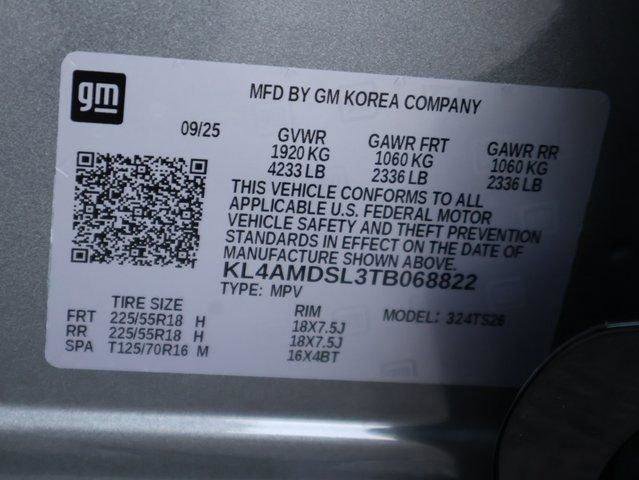 gm
MFD BY GM KOREA COMPANY
09/25
GVWR GAWR FRT GAWR RR
1920 KG 1060 KG 1060 KG
4233 LB 2336 LB 2336 LB
THIS VEHICLE CONFORMS TO ALL
APPLICABLE U.S. FEDERAL MOTOR
VEHICLE SAFETY AND THEFT PREVENTION
STANDARDS IN EFFECT ON THE DATE OF
MANUFACTURE SHOWN ABOVE.
KL4AMDSL3TB068822
TYPE: MPV
TIRE SIZE RIM MODEL: 324TS26
FRT 225/55R18 H 18X7.5J
RR 225/55R18 H 18X7.5J
SPA T125/70R16 M 16X4BT